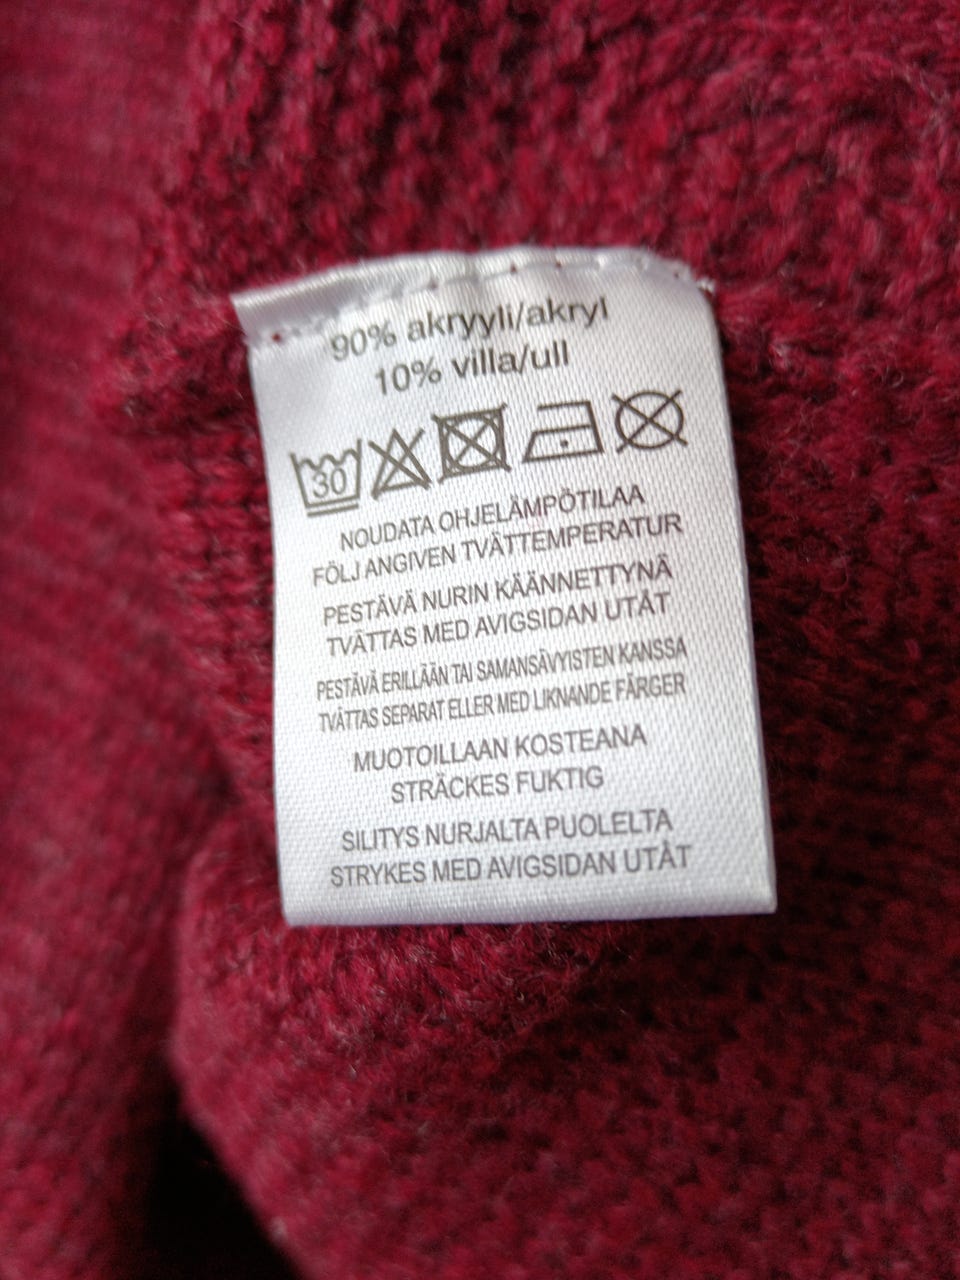 90% akryyli/akryl
10% villa/ull
30
NOUDATA OHJELÄMPÖTILAA
FÖLJ ANGIVEN TVÄTTEMPERATUR
PESTÄVÄ NURIN KÄÄNNETTYNÄ
TVÄTTAS MED AVIGSIDAN UTÅT
PESTÄVÄ ERILLÄÄN TAI SAMANSÄVYISTEN KANSSA
TVÄTTAS SEPARAT ELLER MED LIKNANDE FÄRGER
MUOTOILLAAN KOSTEANA
STRÄCKES FUKTIG
SILITYS NURJALTA PUOLELTA
STRYKES MED AVIGSIDAN UTÅT